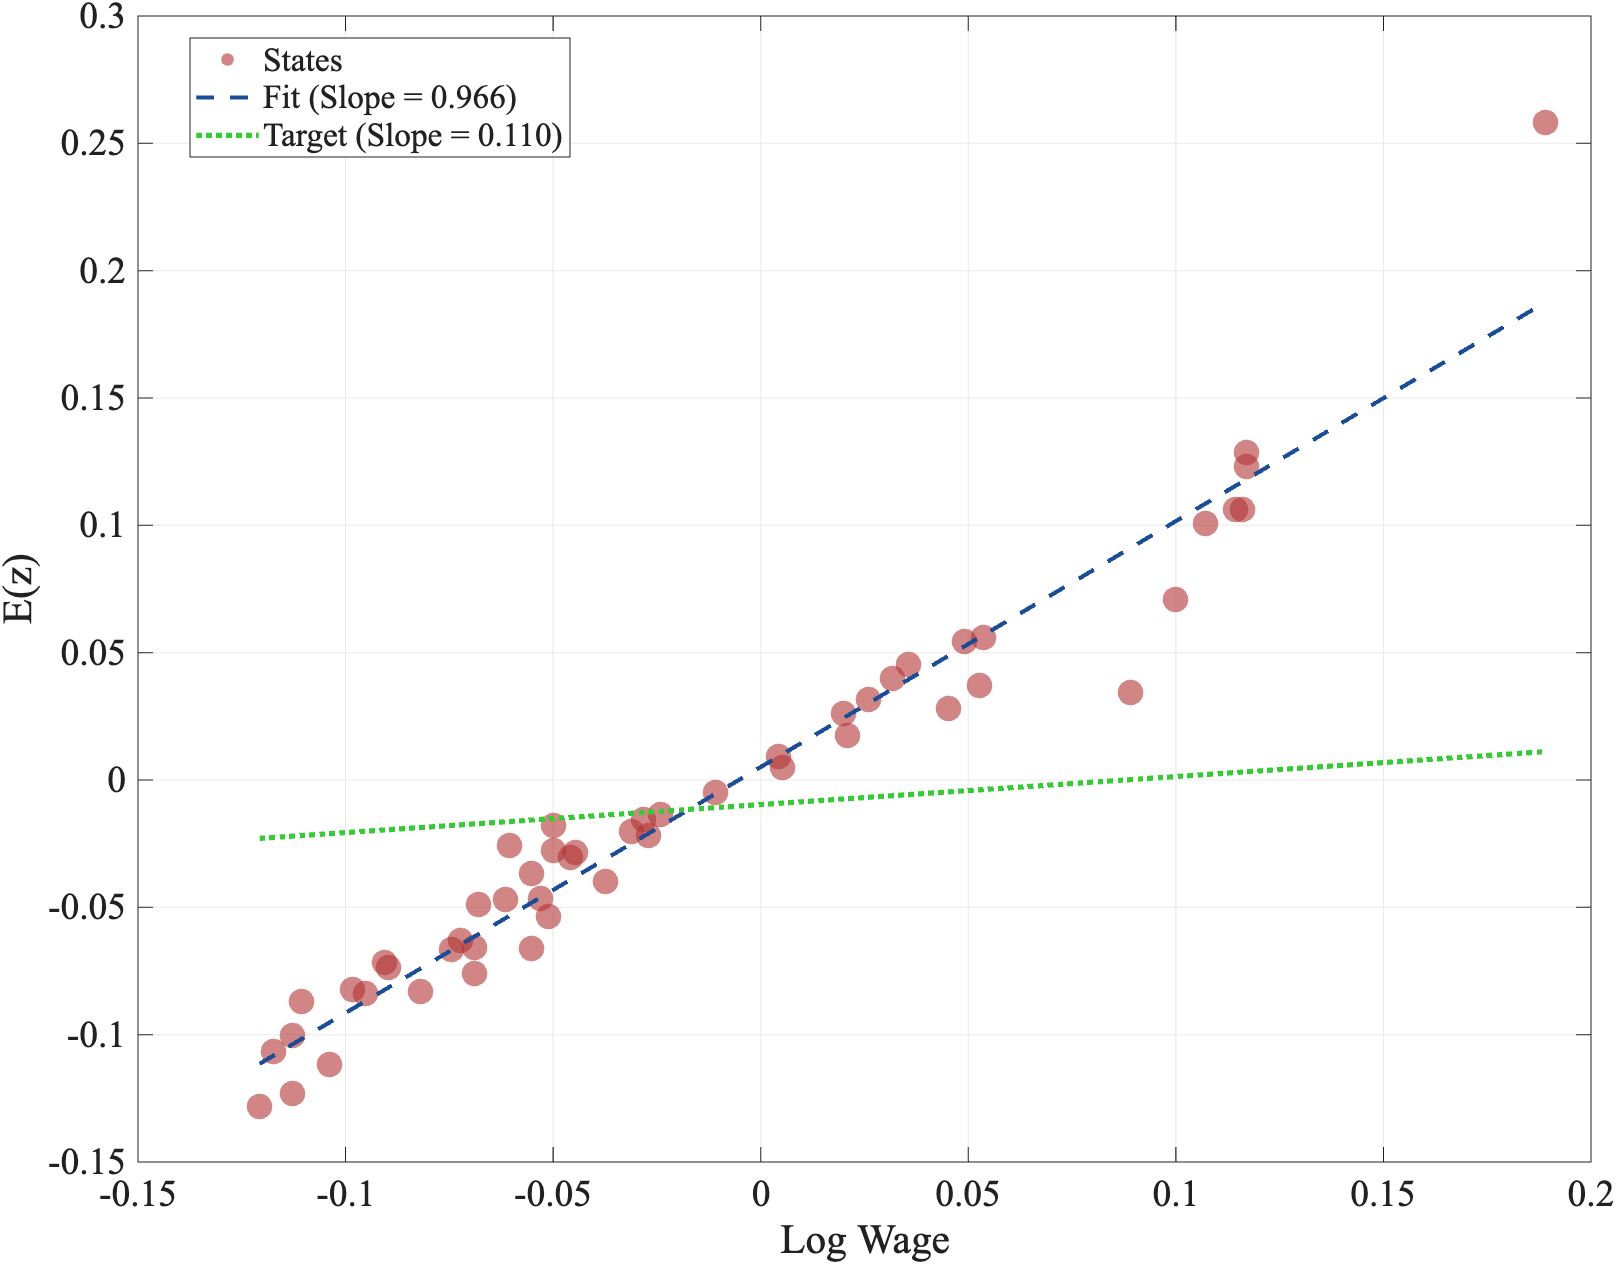 0.3
0.25
0.2
0.15
0.1
0.05
0
-0.05
-0.1
-0.15
E(z)
States
Fit (Slope = 0.966)
Target (Slope = 0.110)
-0.15 -0.1 -0.05 0 0.05 0.1 0.15 0.2
Log Wage